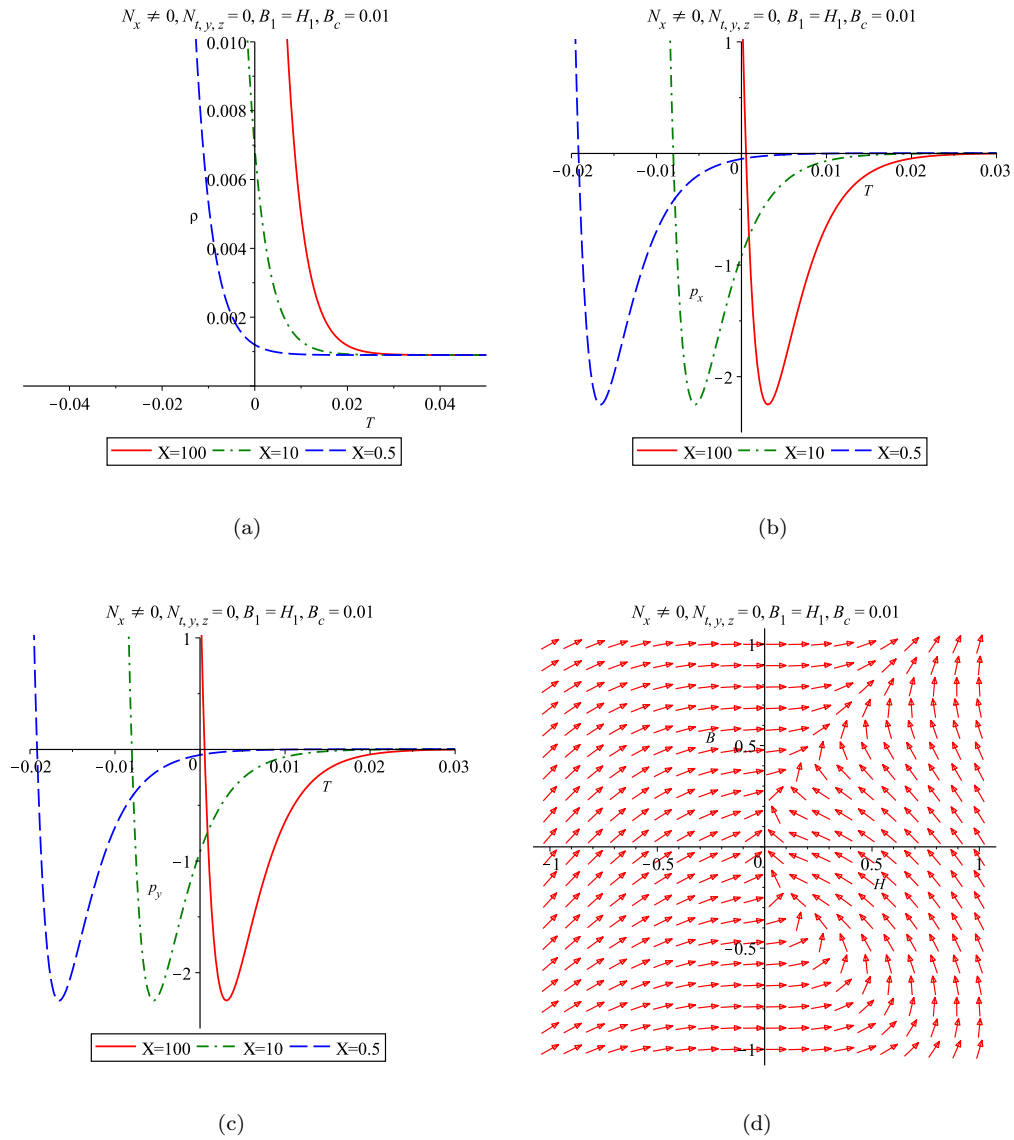 N_x ≠ 0, N_{t, y, z} = 0, B_1 = H_1, B_c = 0.01
0.010
0.008
0.006
ρ
0.004
0.002
−0.04 −0.02 0 0.02 0.04
T
X=100 X=10 X=0.5
(a)
N_x ≠ 0, N_{t, y, z} = 0, B_1 = H_1, B_c = 0.01
1
−0.02 −0.01 0 0.01 0.02 0.03
T
−1
p_x
−2
X=100 X=10 X=0.5
(b)
N_x ≠ 0, N_{t, y, z} = 0, B_1 = H_1, B_c = 0.01
1
−0.02 −0.01 0 0.01 0.02 0.03
T
−1
p_y
−2
X=100 X=10 X=0.5
(c)
N_x ≠ 0, N_{t, y, z} = 0, B_1 = H_1, B_c = 0.01
1
B
0.5
−1 −0.5 0 0.5 1
H
−0.5
−1
(d)